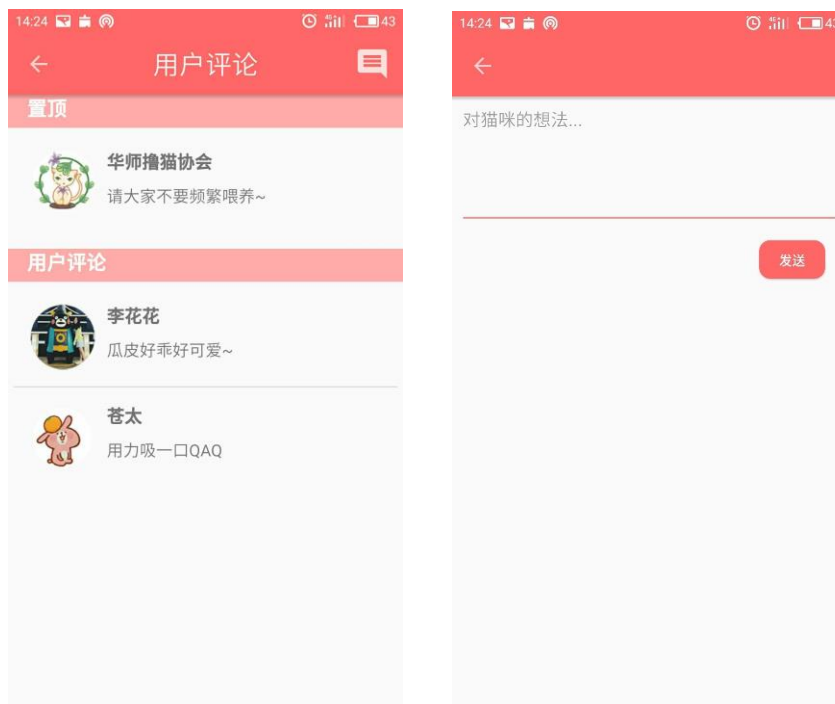 14:24
43
用户评论
置顶
华师撸猫协会
请大家不要频繁喂养~
用户评论
李花花
瓜皮好乖好可爱~
苍太
用力吸一口QAQ
14:24
对猫咪的想法...
发送